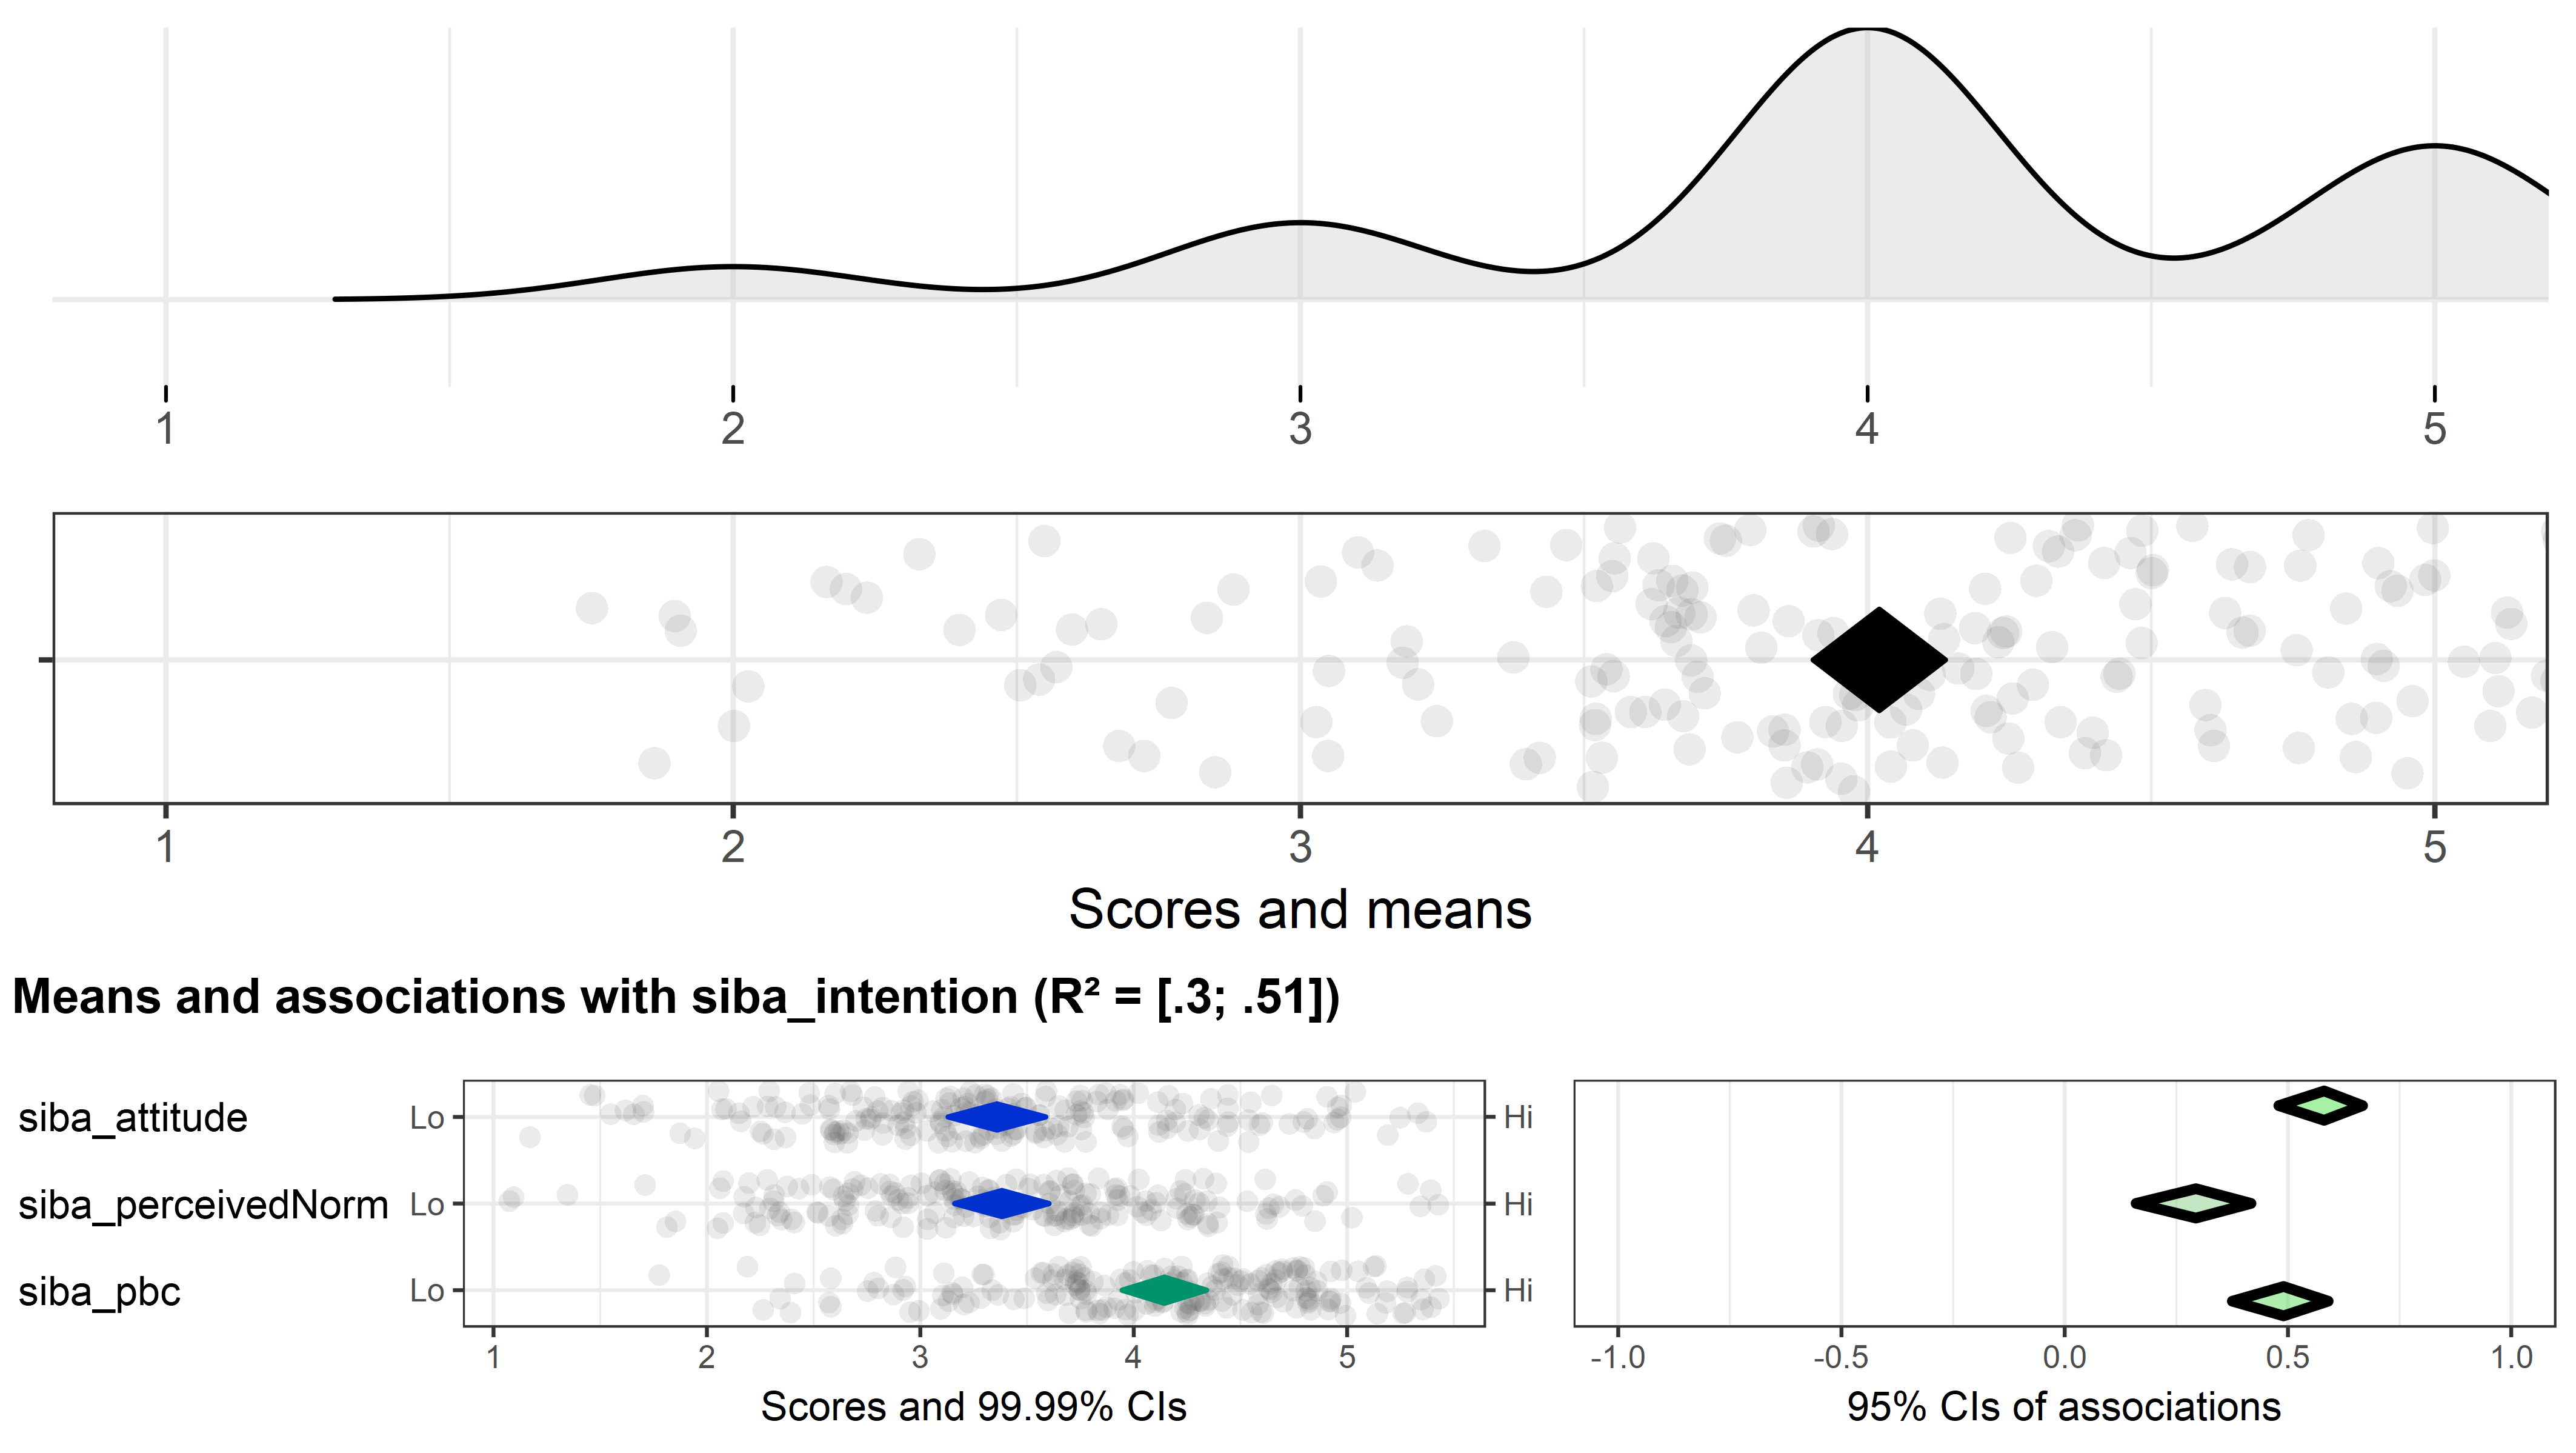 1 2 3 4 5
1 2 3 4 5
Scores and means
Means and associations with siba_intention (R² = [.3; .51])
siba_attitude Lo Hi
siba_perceivedNorm Lo Hi
siba_pbc Lo Hi
1 2 3 4 5 -1.0 -0.5 0.0 0.5 1.0
Scores and 99.99% CIs 95% CIs of associations